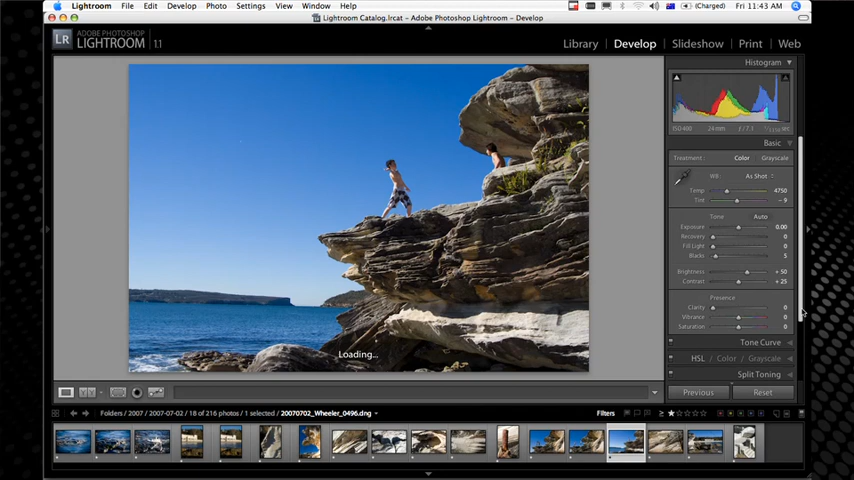 Lightroom File Edit Develop Photo Settings View Window Help (Charged) Fri 11:43 AM
Lightroom Catalog.lrcat - Adobe Photoshop Lightroom - Develop
LR ADOBE PHOTOSHOP LIGHTROOM 1.1
Library | Develop | Slideshow | Print | Web
Histogram
ISO 400 24 mm f / 7.1
Basic
Treatment: Color Grayscale
WB: As Shot
Temp 4750
Tint - 9
Tone Auto
Exposure 0.00
Recovery 0
Fill Light 0
Blacks 5
Brightness + 50
Contrast + 25
Presence
Clarity 0
Vibrance 0
Saturation 0
Tone Curve
HSL / Color / Grayscale
Split Toning
Loading...
Previous Reset
Folders / 2007 / 2007-07-02 / 18 of 216 photos / 1 selected / 20070702_Wheeler_0496.dng
Filters